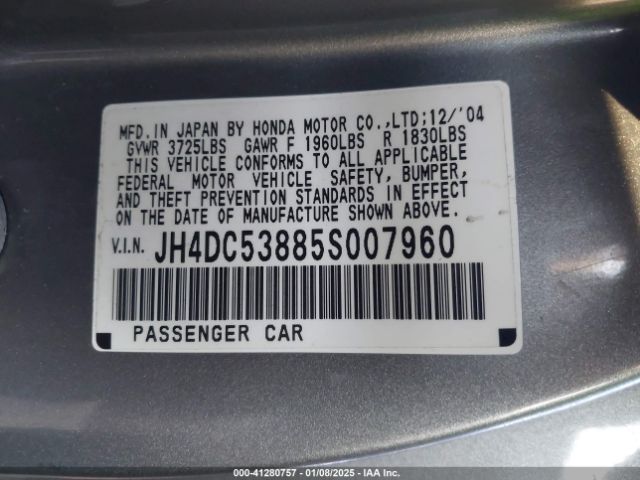 MFD. IN JAPAN BY HONDA MOTOR CO.,LTD;12/'04
GVWR 3725LBS GAWR F 1960LBS R 1830LBS
THIS VEHICLE CONFORMS TO ALL APPLICABLE
FEDERAL MOTOR VEHICLE SAFETY, BUMPER,
AND THEFT PREVENTION STANDARDS IN EFFECT
ON DATE OF MANUFACTURE SHOWN ABOVE.
V.I.N. JH4DC53885S007960
PASSENGER CAR
000-41280757 - 01/08/2025 - IAA Inc.